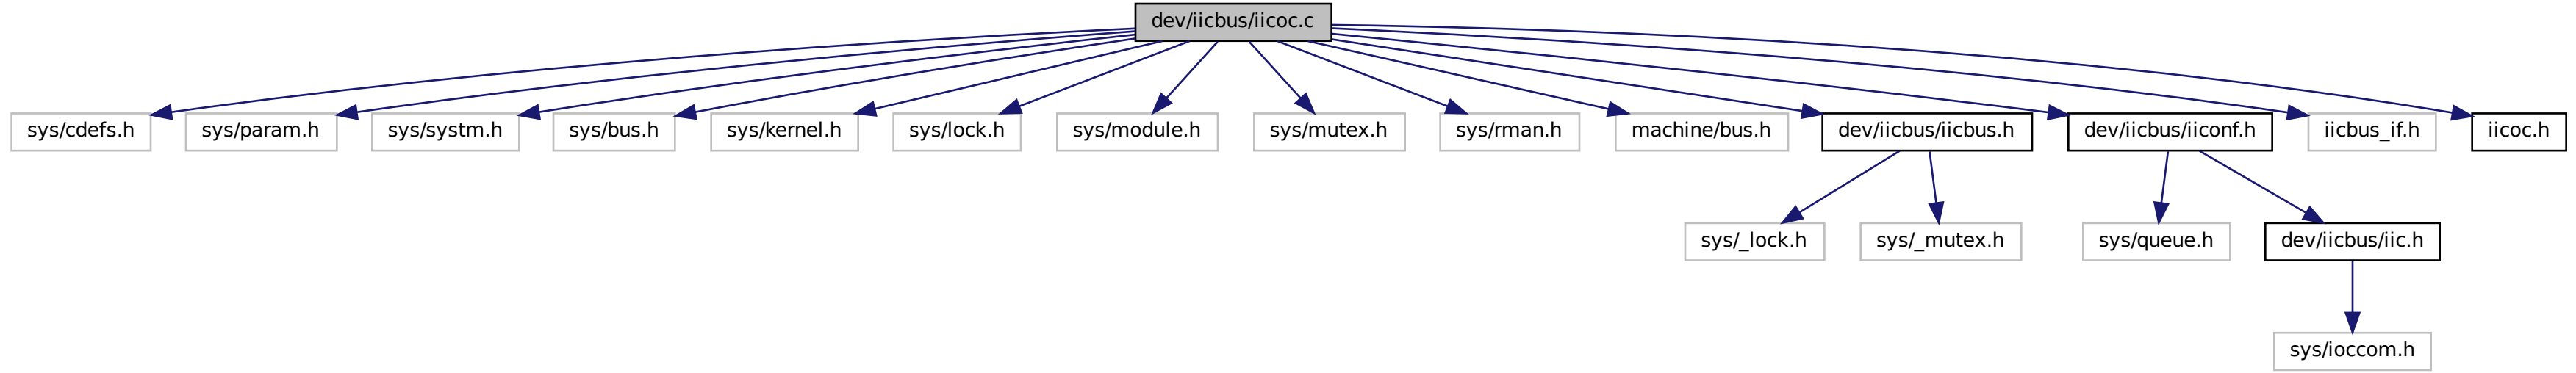 dev/iicbus/iicoc.c
sys/cdefs.h
sys/param.h
sys/systm.h
sys/bus.h
sys/kernel.h
sys/lock.h
sys/module.h
sys/mutex.h
sys/rman.h
machine/bus.h
dev/iicbus/iicbus.h
dev/iicbus/iiconf.h
iicbus_if.h
iicoc.h
sys/_lock.h
sys/_mutex.h
sys/queue.h
dev/iicbus/iic.h
sys/ioccom.h